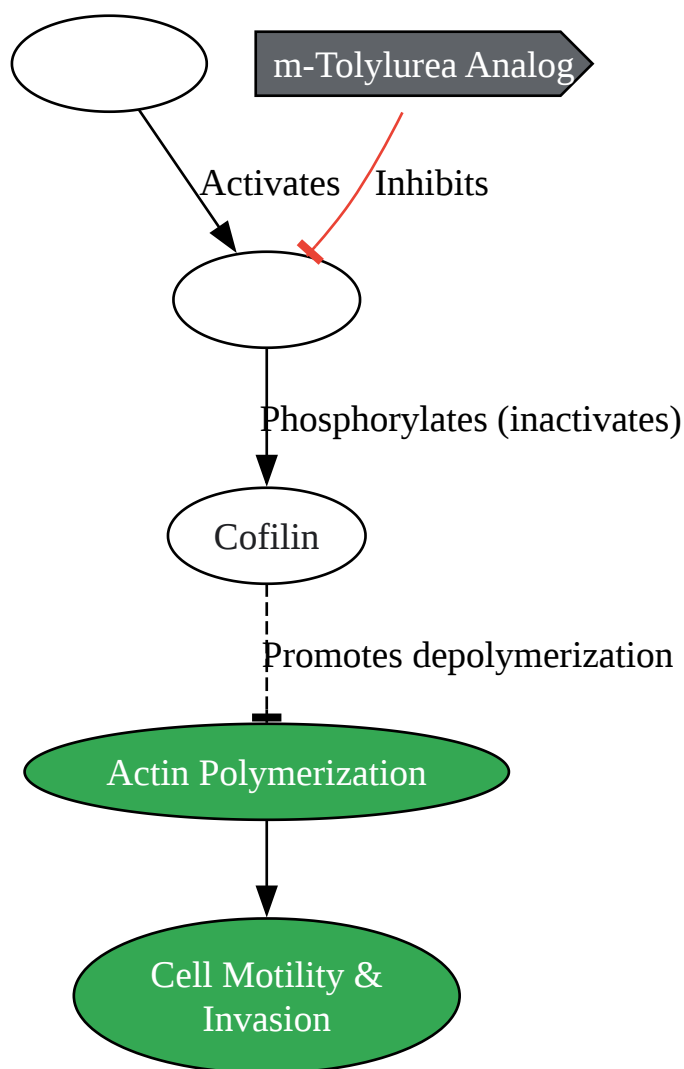 m-Tolylurea Analog
Activates
Inhibits
Phosphorylates (inactivates)
Cofilin
Promotes depolymerization
Actin Polymerization
Cell Motility &
Invasion